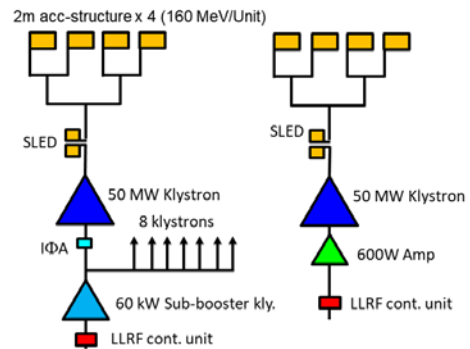 2m acc-structure x 4 (160 MeV/Unit)
SLED
SLED
50 MW Klystron
50 MW Klystron
8 klystrons
IΦA
600W Amp
60 kW Sub-booster kly.
LLRF cont. unit
LLRF cont. unit